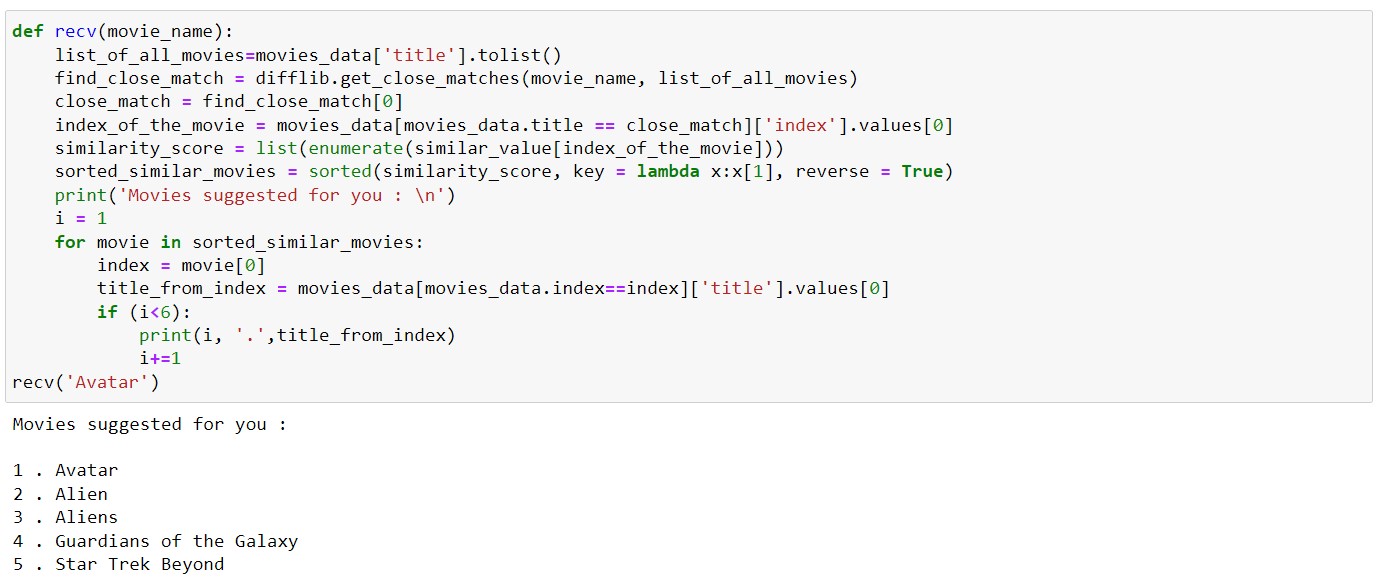 def recv(movie_name):
    list_of_all_movies=movies_data['title'].tolist()
    find_close_match = difflib.get_close_matches(movie_name, list_of_all_movies)
    close_match = find_close_match[0]
    index_of_the_movie = movies_data[movies_data.title == close_match]['index'].values[0]
    similarity_score = list(enumerate(similar_value[index_of_the_movie]))
    sorted_similar_movies = sorted(similarity_score, key = lambda x:x[1], reverse = True)
    print('Movies suggested for you : \n')
    i = 1
    for movie in sorted_similar_movies:
        index = movie[0]
        title_from_index = movies_data[movies_data.index==index]['title'].values[0]
        if (i<6):
            print(i, '.',title_from_index)
            i+=1
recv('Avatar')
Movies suggested for you :
1 . Avatar
2 . Alien
3 . Aliens
4 . Guardians of the Galaxy
5 . Star Trek Beyond